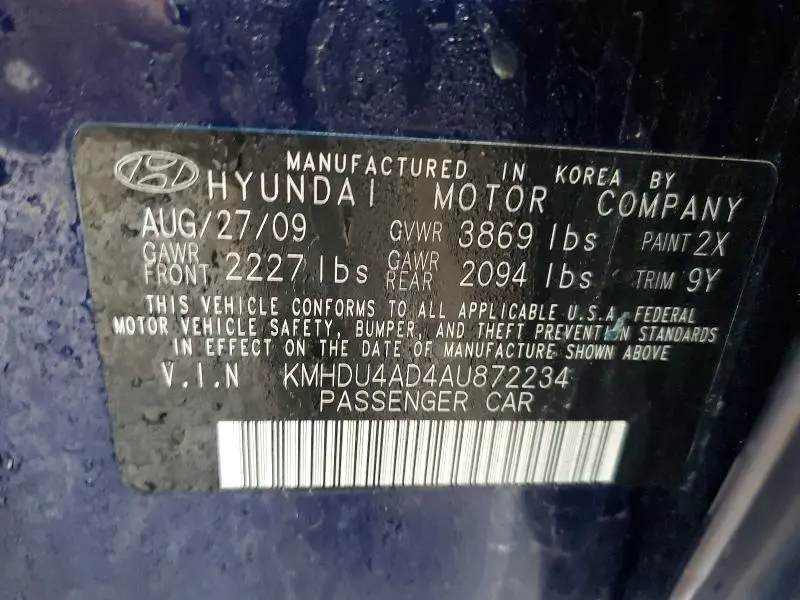 MANUFACTURED IN KOREA BY
HYUNDAI MOTOR COMPANY
AUG/27/09 GVWR 3869 lbs PAINT 2X
GAWR FRONT 2227 lbs GAWR REAR 2094 lbs TRIM 9Y
THIS VEHICLE CONFORMS TO ALL APPLICABLE U.S.A. FEDERAL
MOTOR VEHICLE SAFETY, BUMPER, AND THEFT PREVENTION STANDARDS
IN EFFECT ON THE DATE OF MANUFACTURE SHOWN ABOVE
V.I.N KMHDU4AD4AU872234
PASSENGER CAR